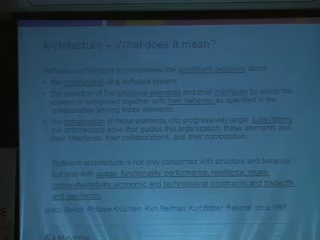 Architecture – What does it mean?
Software architecture encompasses the significant decisions about
• the organization of a software system
• the selection of the structural elements and their interfaces by which the
system is composed together with their behavior as specified in the
collaboration among those elements
• the composition of these elements into progressively larger subsystems
the architectural style that guides this organization, these elements and
their interfaces, their collaborations, and their composition
Software architecture is not only concerned with structure and behavior,
but also with usage, functionality, performance, resilience, reuse,
comprehensibility, economic and technological constraints and tradeoffs,
and aesthetics.
Grady Booch, Philippe Kruchten, Rich Reitman, Kurt Bittner, Rational, circa 1995